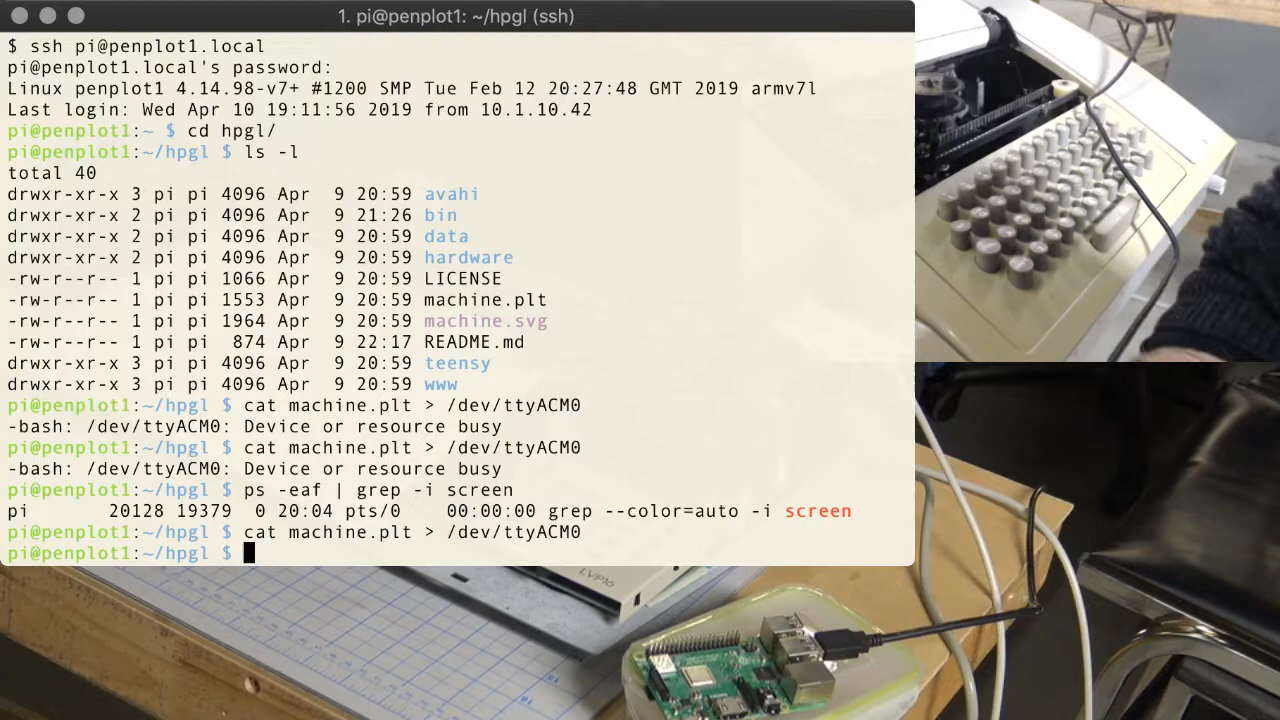 1. pi@penplot1: ~/hpgl (ssh)
$ ssh pi@penplot1.local
pi@penplot1.local's password:
Linux penplot1 4.14.98-v7+ #1200 SMP Tue Feb 12 20:27:48 GMT 2019 armv7l
Last login: Wed Apr 10 19:11:56 2019 from 10.1.10.42
pi@penplot1:~ $ cd hpgl/
pi@penplot1:~/hpgl $ ls -l
total 40
drwxr-xr-x 3 pi pi 4096 Apr  9 20:59 avahi
drwxr-xr-x 2 pi pi 4096 Apr  9 21:26 bin
drwxr-xr-x 2 pi pi 4096 Apr  9 20:59 data
drwxr-xr-x 2 pi pi 4096 Apr  9 20:59 hardware
-rw-r--r-- 1 pi pi 1066 Apr  9 20:59 LICENSE
-rw-r--r-- 1 pi pi 1553 Apr  9 20:59 machine.plt
-rw-r--r-- 1 pi pi 1964 Apr  9 20:59 machine.svg
-rw-r--r-- 1 pi pi  874 Apr  9 22:17 README.md
drwxr-xr-x 3 pi pi 4096 Apr  9 20:59 teensy
drwxr-xr-x 3 pi pi 4096 Apr  9 20:59 www
pi@penplot1:~/hpgl $ cat machine.plt > /dev/ttyACM0
-bash: /dev/ttyACM0: Device or resource busy
pi@penplot1:~/hpgl $ cat machine.plt > /dev/ttyACM0
-bash: /dev/ttyACM0: Device or resource busy
pi@penplot1:~/hpgl $ ps -eaf | grep -i screen
pi       20128 19379  0 20:04 pts/0    00:00:00 grep --color=auto -i screen
pi@penplot1:~/hpgl $ cat machine.plt > /dev/ttyACM0
pi@penplot1:~/hpgl $
LVP16